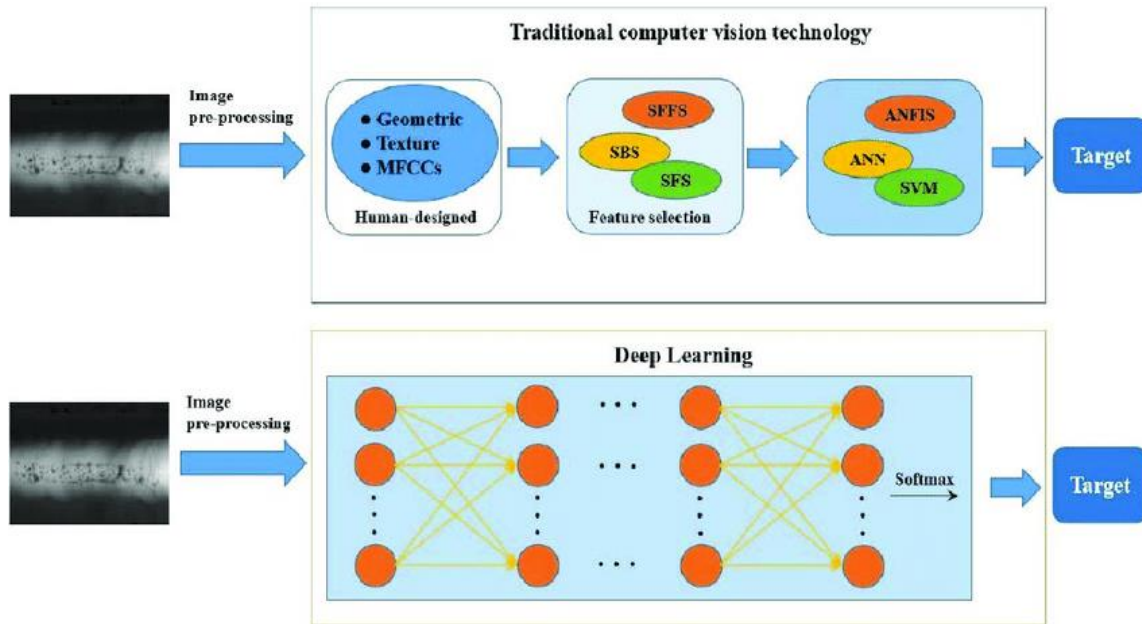 Traditional computer vision technology
Image
pre-processing
• Geometric
• Texture
• MFCCs
Human-designed
SFFS
SBS
SFS
Feature selection
ANFIS
ANN
SVM
Target
Deep Learning
Image
pre-processing
Softmax
Target